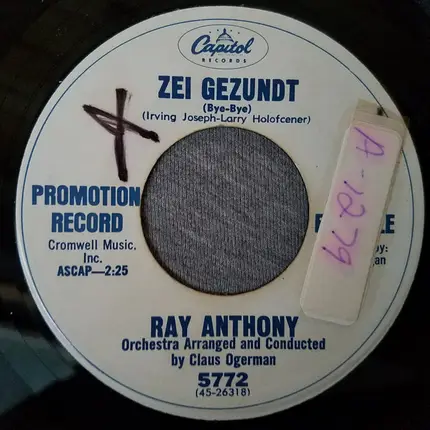 Capitol
RECORDS
ZEI GEZUNDT
(Bye-Bye)
(Irving Joseph-Larry Holofcener)
PROMOTION
RECORD
Cromwell Music,
Inc.
ASCAP—2:25
A-1279
RAY ANTHONY
Orchestra Arranged and Conducted
by Claus Ogerman
5772
(45-26318)